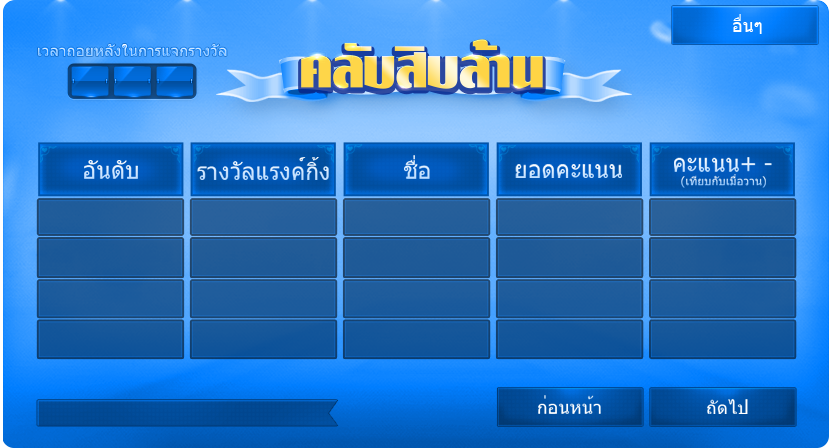 อื่นๆ
เวลาถอยหลังในการแจกรางวัล
คลับสิบล้าน
อันดับ
รางวัลแรงค์กิ้ง
ชื่อ
ยอดคะแนน
คะแนน+ -
(เทียบกับเมื่อวาน)
ก่อนหน้า
ถัดไป